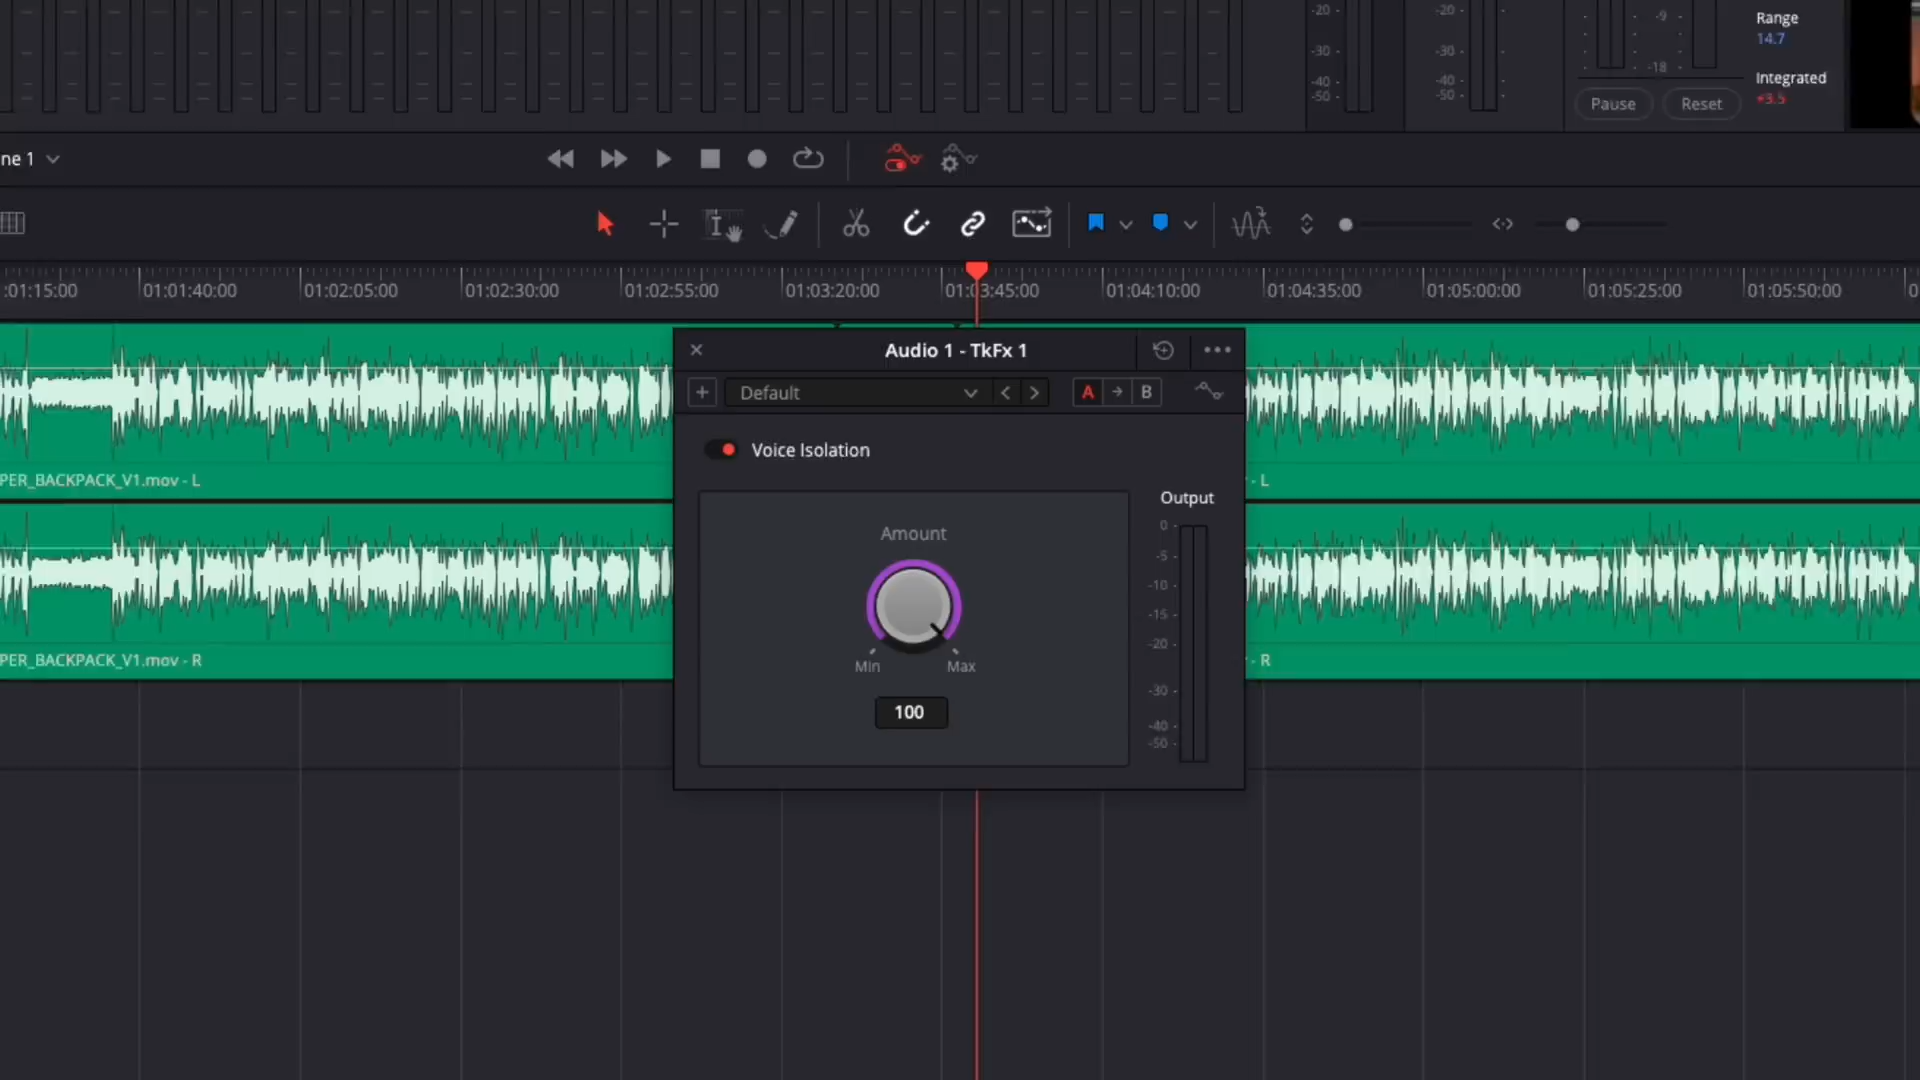 -20
-30
-40
-50
-20
-30
-40
-50
-9
-18
Range
14.7
Integrated
+3.5
Pause
Reset
ne 1
:01:15:00
01:01:40:00
01:02:05:00
01:02:30:00
01:02:55:00
01:03:20:00
01:03:45:00
01:04:10:00
01:04:35:00
01:05:00:00
01:05:25:00
01:05:50:00
0
Audio 1 - TkFx 1
Default
A
B
Voice Isolation
PER_BACKPACK_V1.mov - L
- L
Output
Amount
0
-5
-10
-15
-20
-30
-40
-50
Min
Max
PER_BACKPACK_V1.mov - R
- R
100